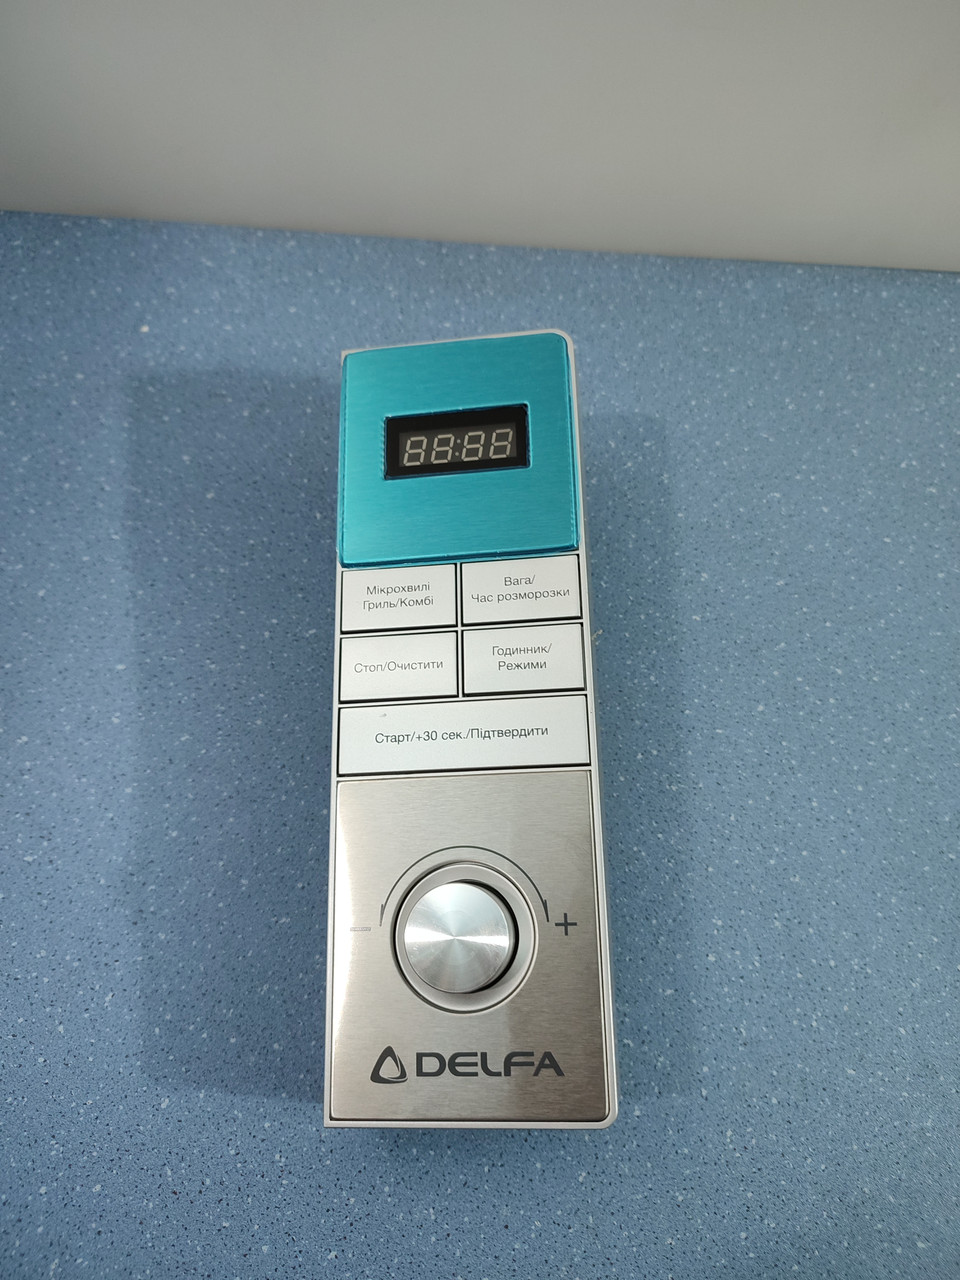 88:88
Мікрохвилі
Гриль/Комбі
Вага/
Час розморозки
Стоп/Очистити
Годинник/
Режими
Старт/+30 сек./Підтвердити
— +
DELFA